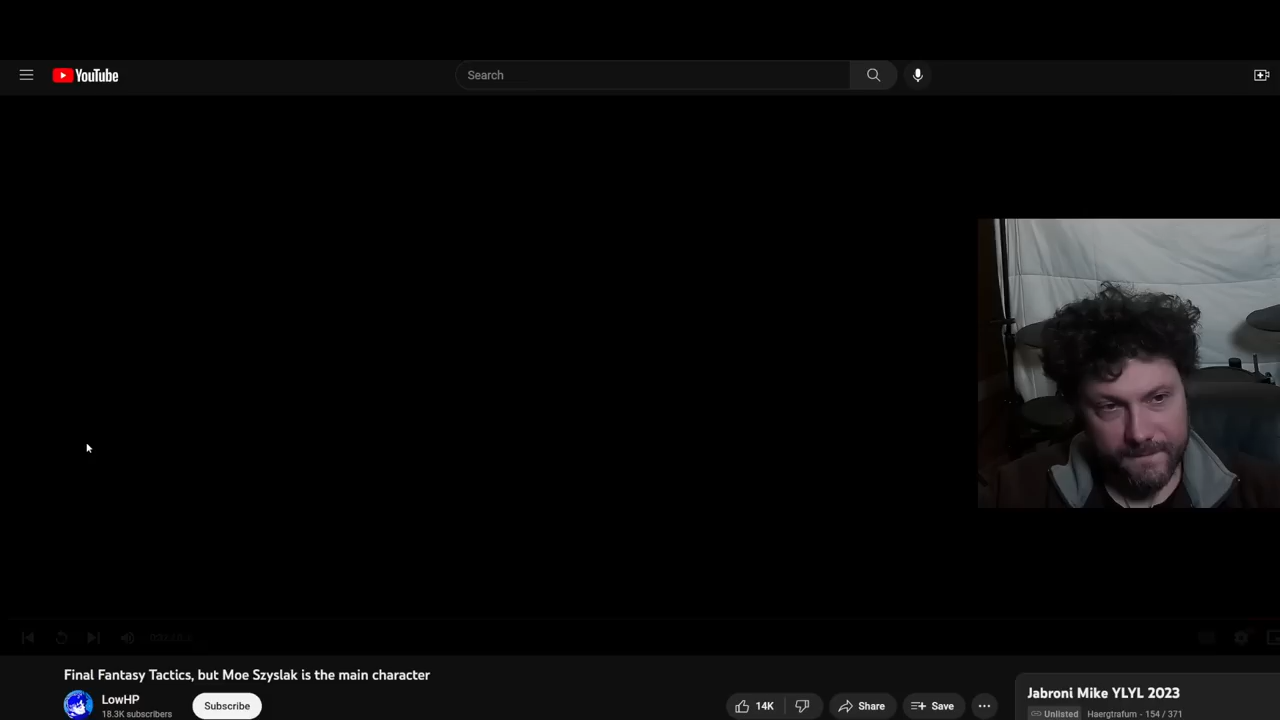 YouTube
Search
Final Fantasy Tactics, but Moe Szyslak is the main character
LowHP
18.3K subscribers
Subscribe
14K
Share
Save
Jabroni Mike YLYL 2023
Unlisted Haergtrafum - 154 / 371